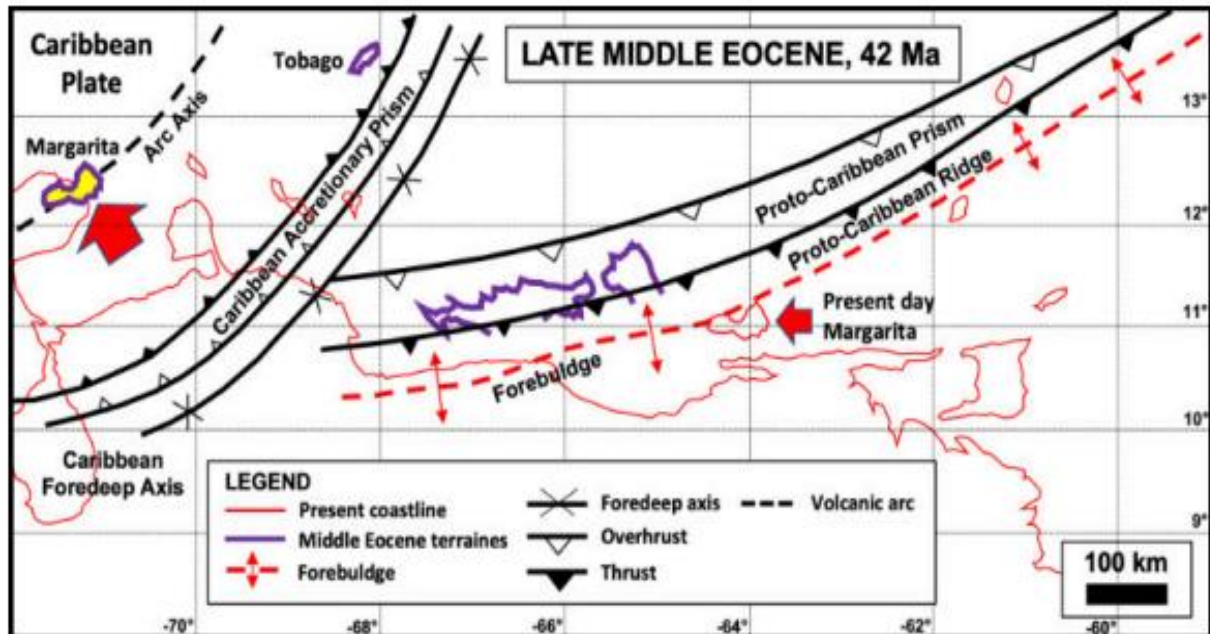 Caribbean
Plate
Tobago
LATE MIDDLE EOCENE, 42 Ma
Arc Axis
Margarita
Caribbean Accretionary Prism
Proto-Caribbean Prism
Proto-Caribbean Ridge
Present day
Margarita
Forebuldge
Caribbean
Foredeep Axis
13°
12°
11°
10°
9°
LEGEND
Present coastline
Middle Eocene terraines
Forebuldge
Foredeep axis
Overhrust
Thrust
Volcanic arc
100 km
-70°
-68°
-66°
-64°
-62°
-60°